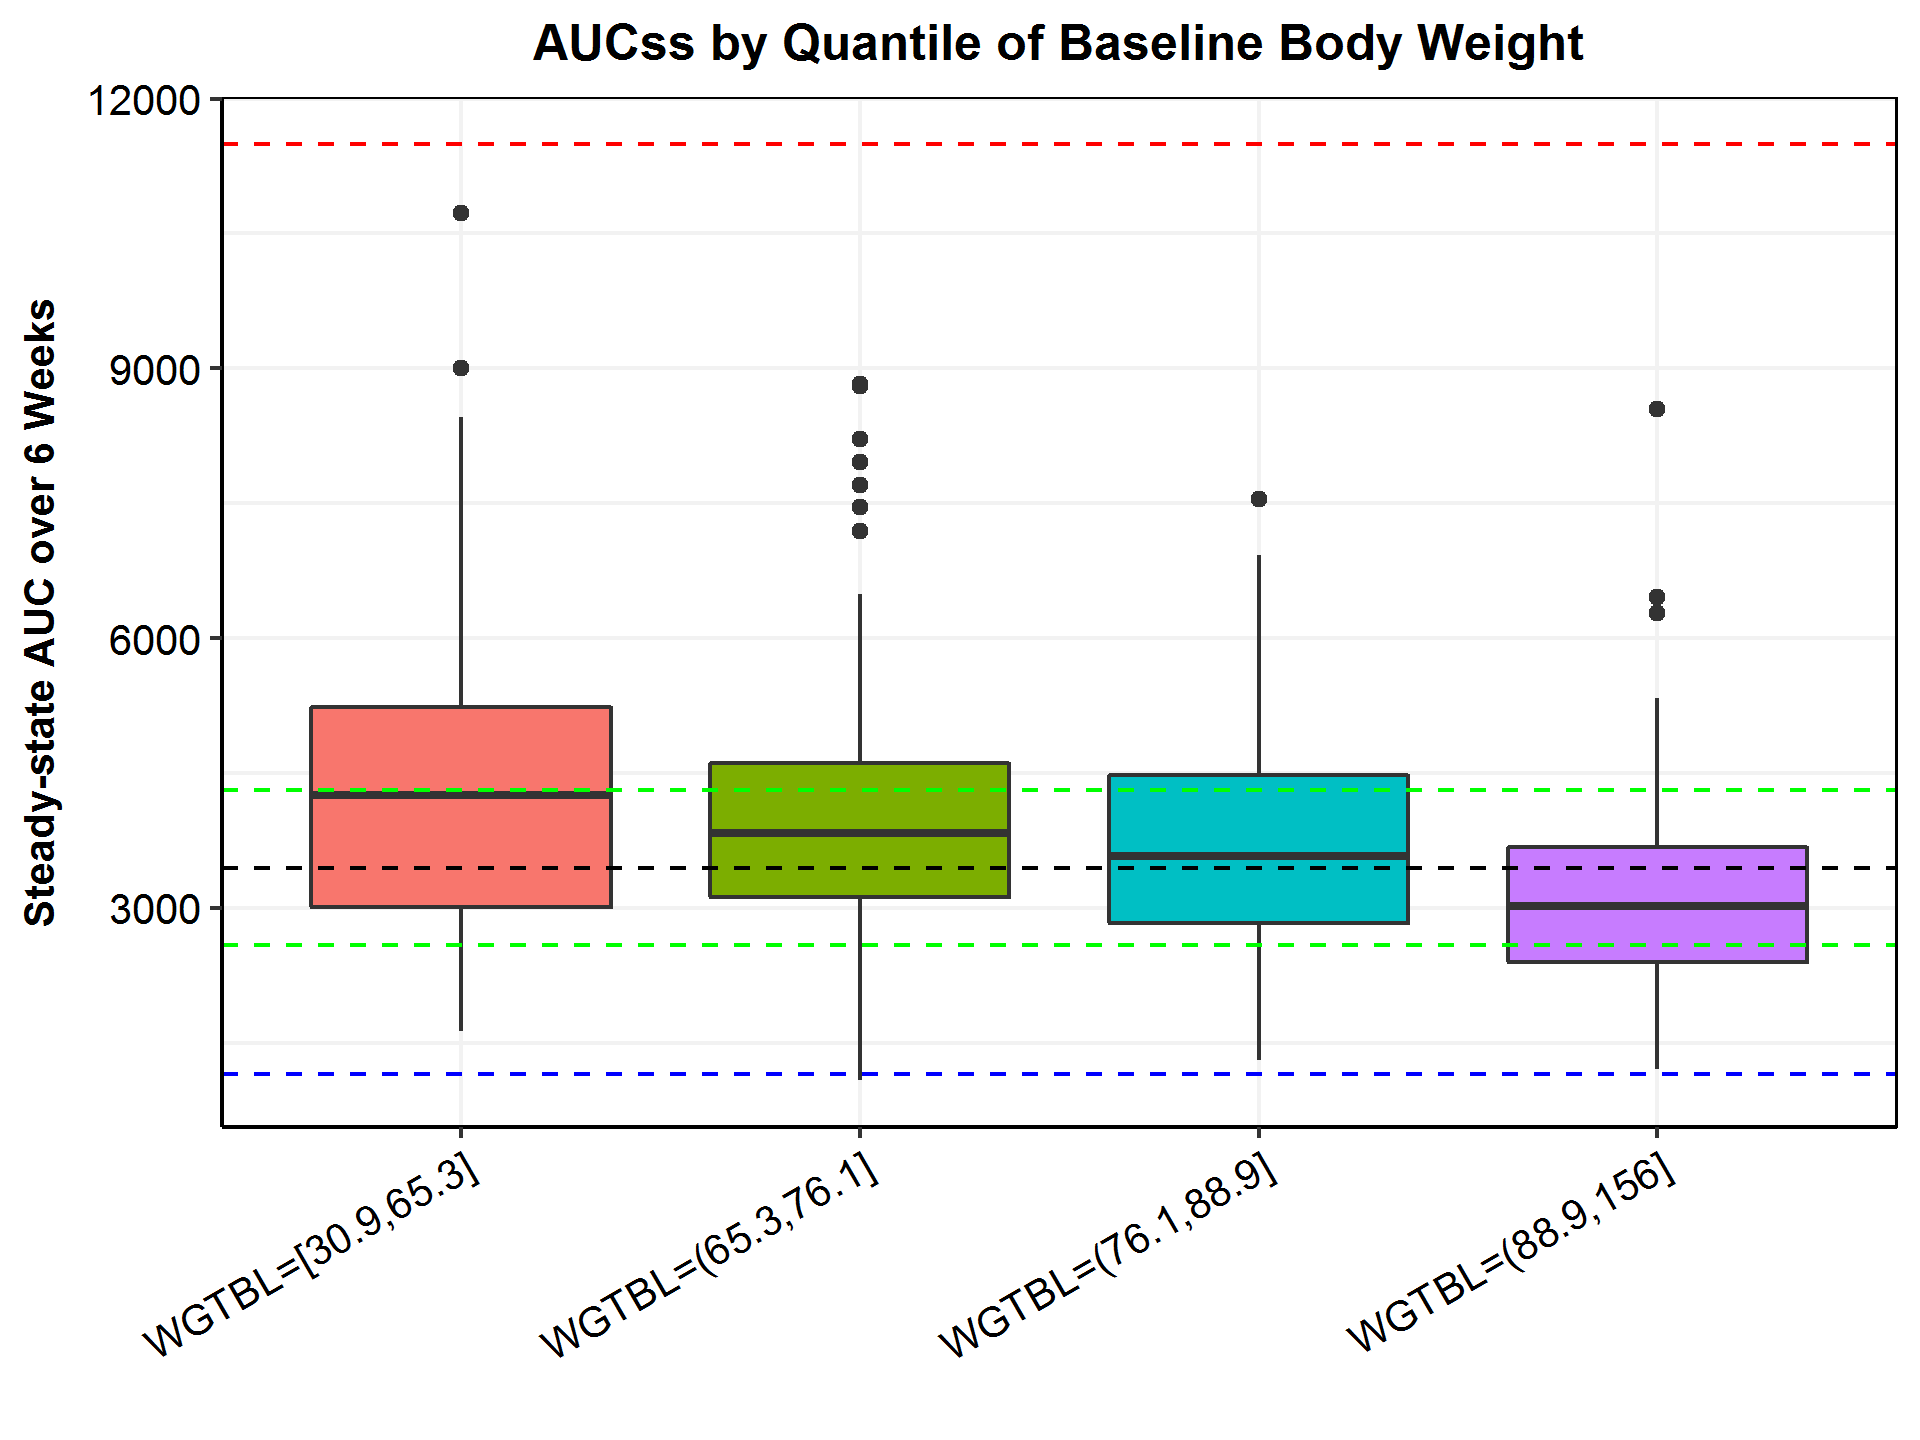 AUCss by Quantile of Baseline Body Weight
Steady-state AUC over 6 Weeks
12000
9000
6000
3000
WGTBL=[30.9,65.3]
WGTBL=(65.3,76.1]
WGTBL=(76.1,88.9]
WGTBL=(88.9,156]